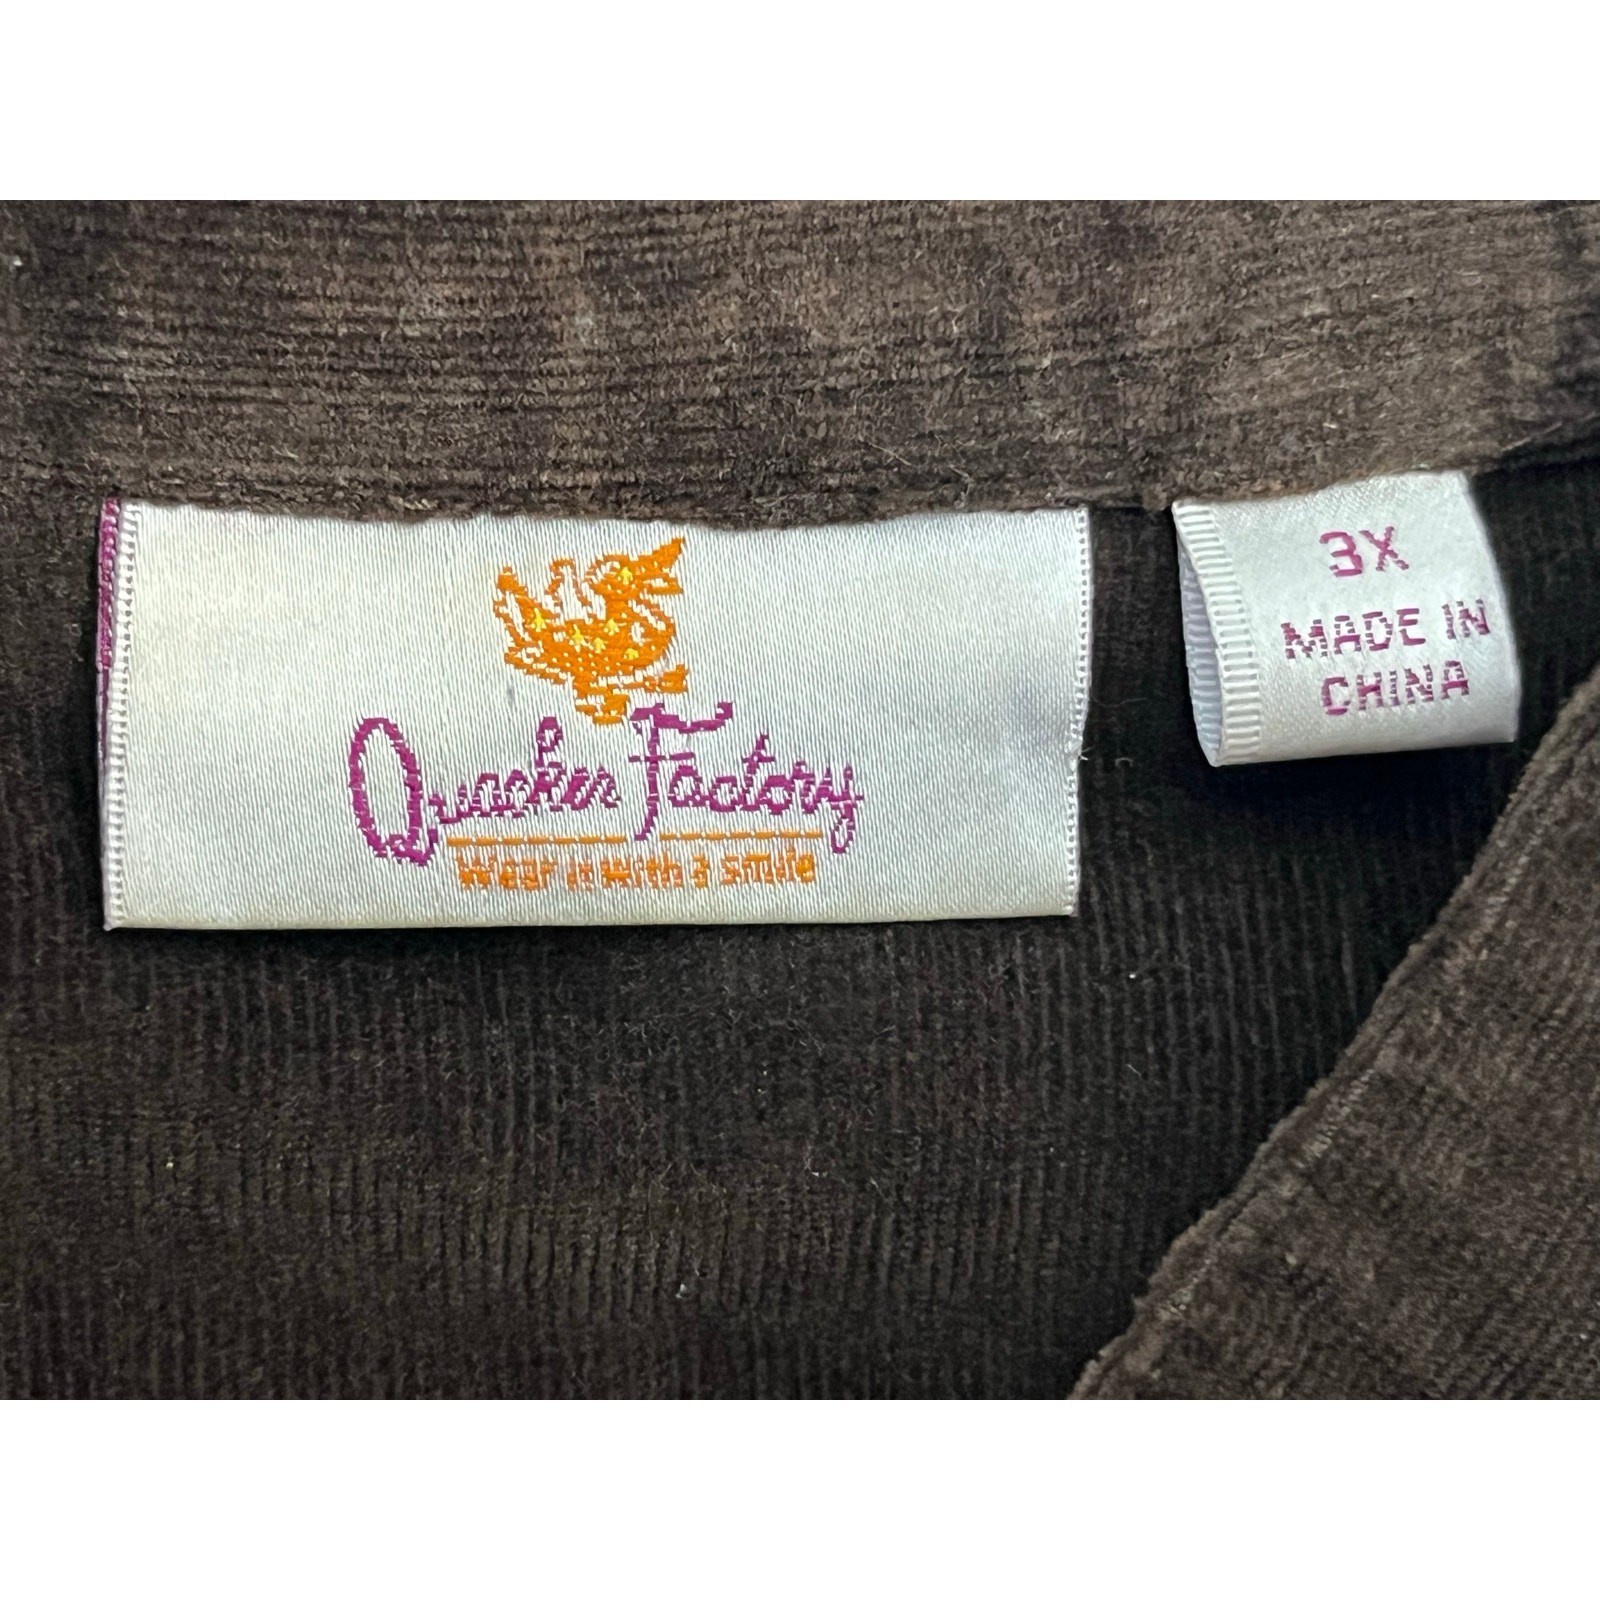 Quacker Factory
Wear it with a smile
3X
MADE IN
CHINA